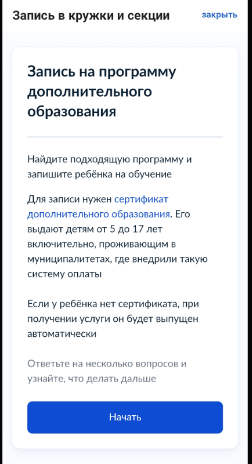 Запись в кружки и секции закрыть
Запись на программу
дополнительного
образования
Найдите подходящую программу и
запишите ребёнка на обучение
Для записи нужен сертификат
дополнительного образования. Его
выдают детям от 5 до 17 лет
включительно, проживающим в
муниципалитетах, где внедрили такую
систему оплаты
Если у ребёнка нет сертификата, при
получении услуги он будет выпущен
автоматически
Ответьте на несколько вопросов и
узнайте, что делать дальше
Начать